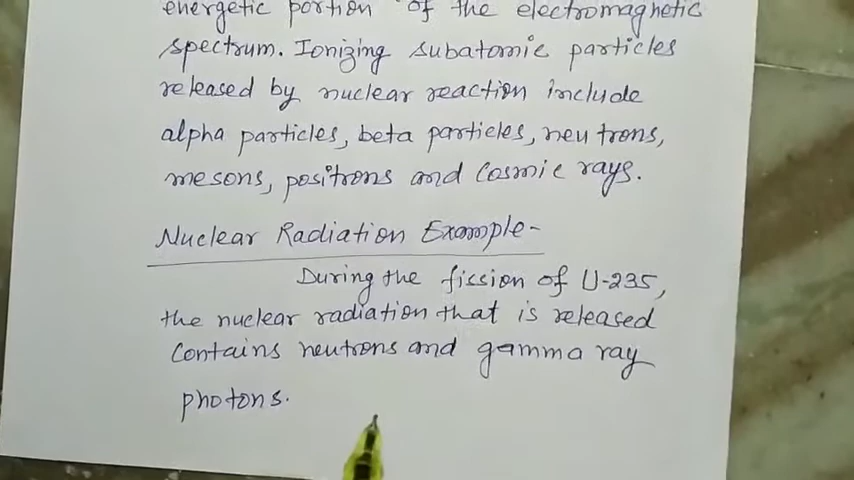 energetic portion of the electromagnetic
spectrum. Ionizing subatomic particles
released by nuclear reaction include
alpha particles, beta particles, neutrons,
mesons, positrons and Cosmic rays.
Nuclear Radiation Example-
During the fission of U-235,
the nuclear radiation that is released
Contains neutrons and gamma ray
photons.